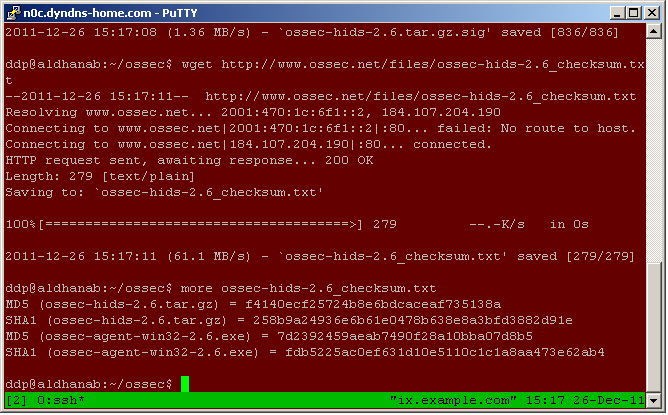 n0c.dyndns-home.com - PuTTY
2011-12-26 15:17:08 (1.36 MB/s) - `ossec-hids-2.6.tar.gz.sig' saved [836/836]
ddp@aldhanab:~/ossec$ wget http://www.ossec.net/files/ossec-hids-2.6_checksum.tx
t
--2011-12-26 15:17:11-- http://www.ossec.net/files/ossec-hids-2.6_checksum.txt
Resolving www.ossec.net... 2001:470:1c:6f1::2, 184.107.204.190
Connecting to www.ossec.net|2001:470:1c:6f1::2|:80... failed: No route to host.
Connecting to www.ossec.net|184.107.204.190|:80... connected.
HTTP request sent, awaiting response... 200 OK
Length: 279 [text/plain]
Saving to: `ossec-hids-2.6_checksum.txt'
100%[======================================>] 279 --.-K/s in 0s
2011-12-26 15:17:11 (61.1 MB/s) - `ossec-hids-2.6_checksum.txt' saved [279/279]
ddp@aldhanab:~/ossec$ more ossec-hids-2.6_checksum.txt
MD5 (ossec-hids-2.6.tar.gz) = f4140ecf25724b8e6bdcaceaf735138a
SHA1 (ossec-hids-2.6.tar.gz) = 258b9a24936e6b61e0478b638e8a3bfd3882d91e
MD5 (ossec-agent-win32-2.6.exe) = 7d2392459aeab7490f28a10bba07d8b5
SHA1 (ossec-agent-win32-2.6.exe) = fdb5225ac0ef631d10e5110c1c1a8aa473e62ab4
ddp@aldhanab:~/ossec$
[2] 0:ssh* "ix.example.com" 15:17 26-Dec-11